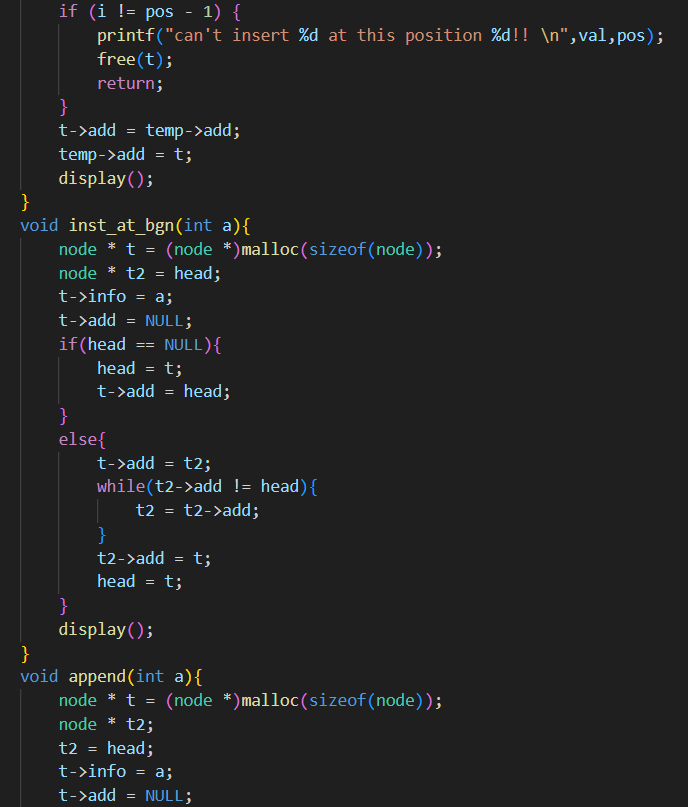 if (i != pos - 1) {
printf("can't insert %d at this position %d!! \n",val,pos);
free(t);
return;
}
t->add = temp->add;
temp->add = t;
display();
}
void inst_at_bgn(int a){
node * t = (node *)malloc(sizeof(node));
node * t2 = head;
t->info = a;
t->add = NULL;
if(head == NULL){
head = t;
t->add = head;
}
else{
t->add = t2;
while(t2->add != head){
t2 = t2->add;
}
t2->add = t;
head = t;
}
display();
}
void append(int a){
node * t = (node *)malloc(sizeof(node));
node * t2;
t2 = head;
t->info = a;
t->add = NULL;